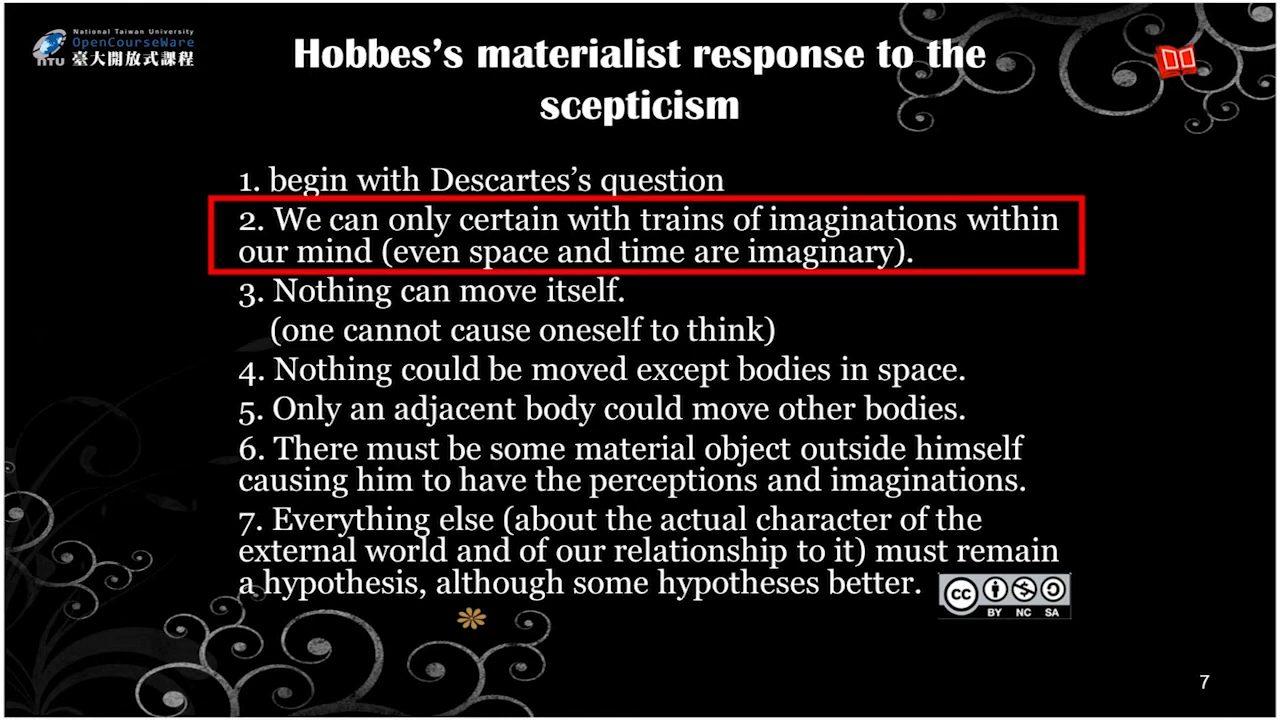 National Taiwan University
OpenCourseWare
NTU 臺大開放式課程
Hobbes’s materialist response to the
scepticism
1. begin with Descartes’s question
2. We can only certain with trains of imaginations within
our mind (even space and time are imaginary).
3. Nothing can move itself.
(one cannot cause oneself to think)
4. Nothing could be moved except bodies in space.
5. Only an adjacent body could move other bodies.
6. There must be some material object outside himself
causing him to have the perceptions and imaginations.
7. Everything else (about the actual character of the
external world and of our relationship to it) must remain
a hypothesis, although some hypotheses better.
cc
BY NC SA
7